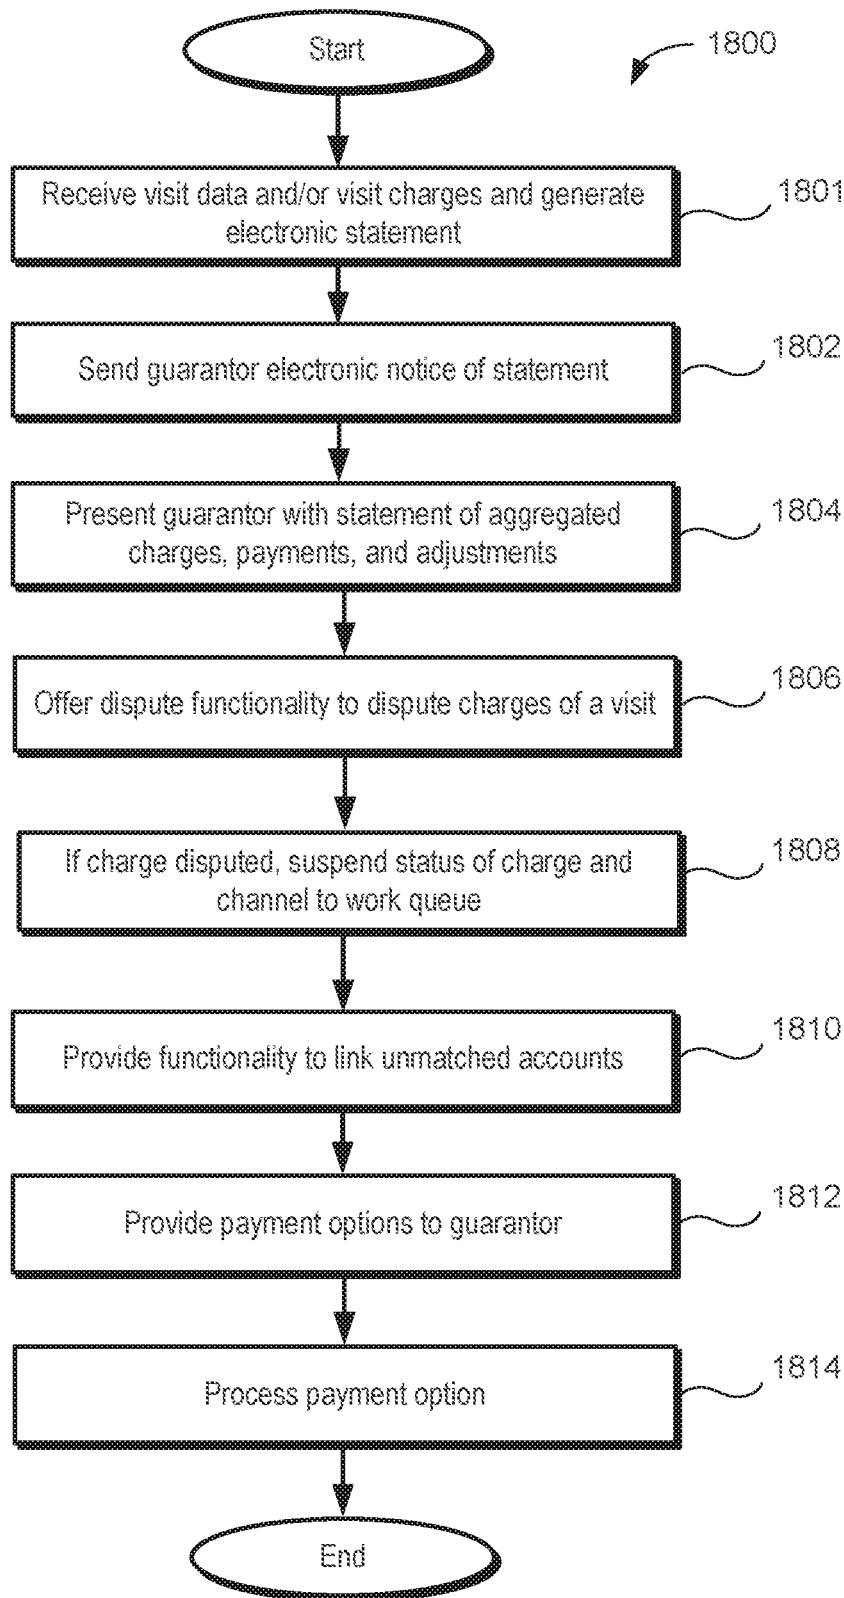 Start
1800
Receive visit data and/or visit charges and generate
electronic statement
1801
Send guarantor electronic notice of statement
1802
Present guarantor with statement of aggregated
charges, payments, and adjustments
1804
Offer dispute functionality to dispute charges of a visit
1806
If charge disputed, suspend status of charge and
channel to work queue
1808
Provide functionality to link unmatched accounts
1810
Provide payment options to guarantor
1812
Process payment option
1814
End